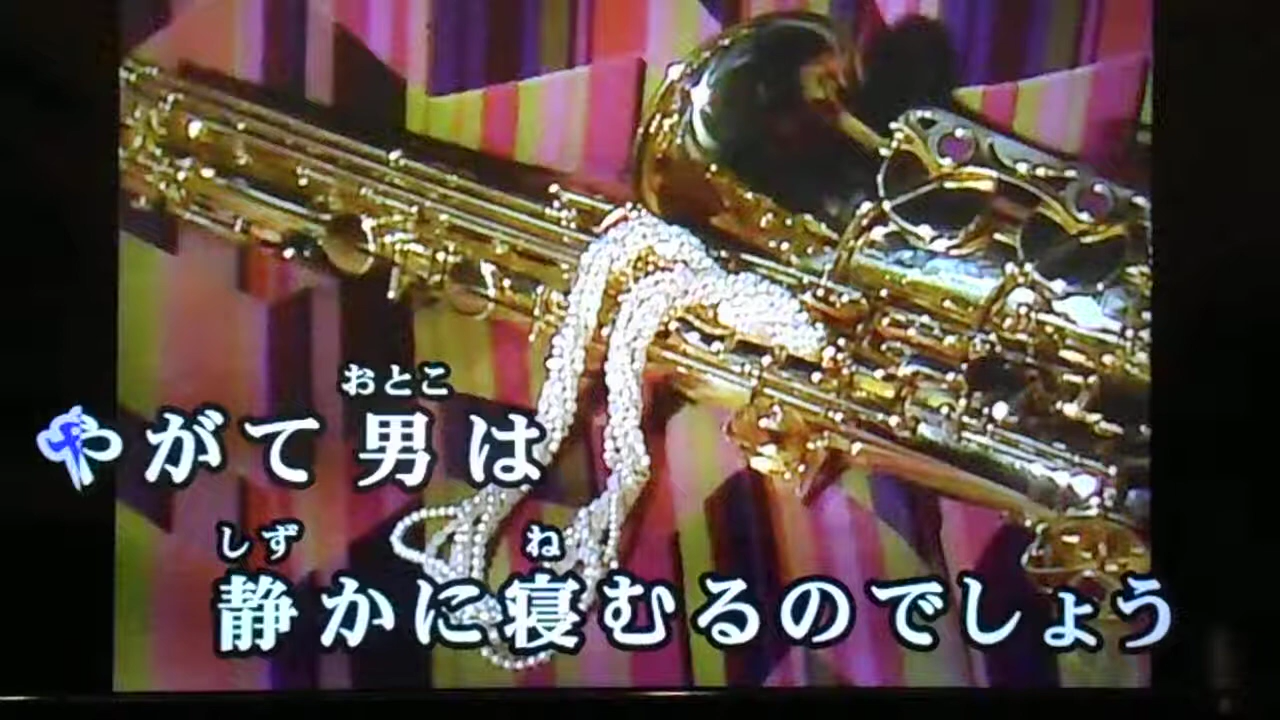 おとこ
やがて男は
しず ね
静かに寝むるのでしょう